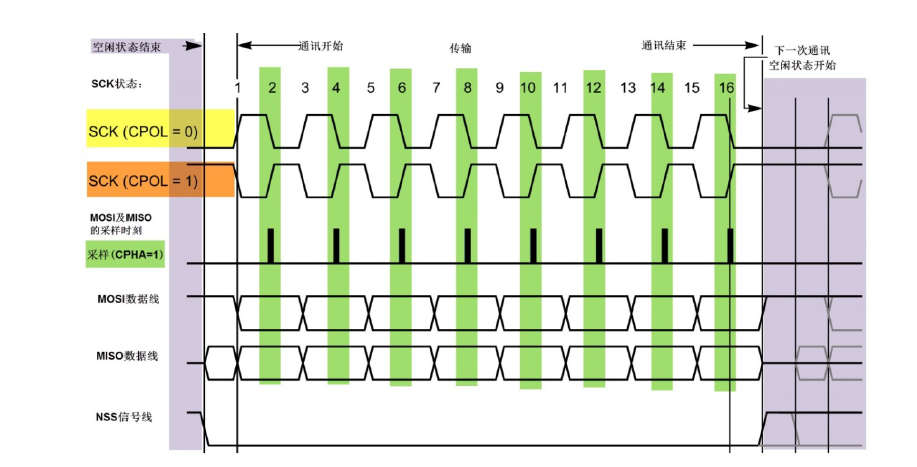 空闲状态结束
通讯开始
传输
通讯结束
下一次通讯
空闲状态开始
SCK状态:
1 2 3 4 5 6 7 8 9 10 11 12 13 14 15 16
SCK (CPOL = 0)
SCK (CPOL = 1)
MOSI及MISO
的采样时刻
采样(CPHA=1)
MOSI数据线
MISO数据线
NSS信号线